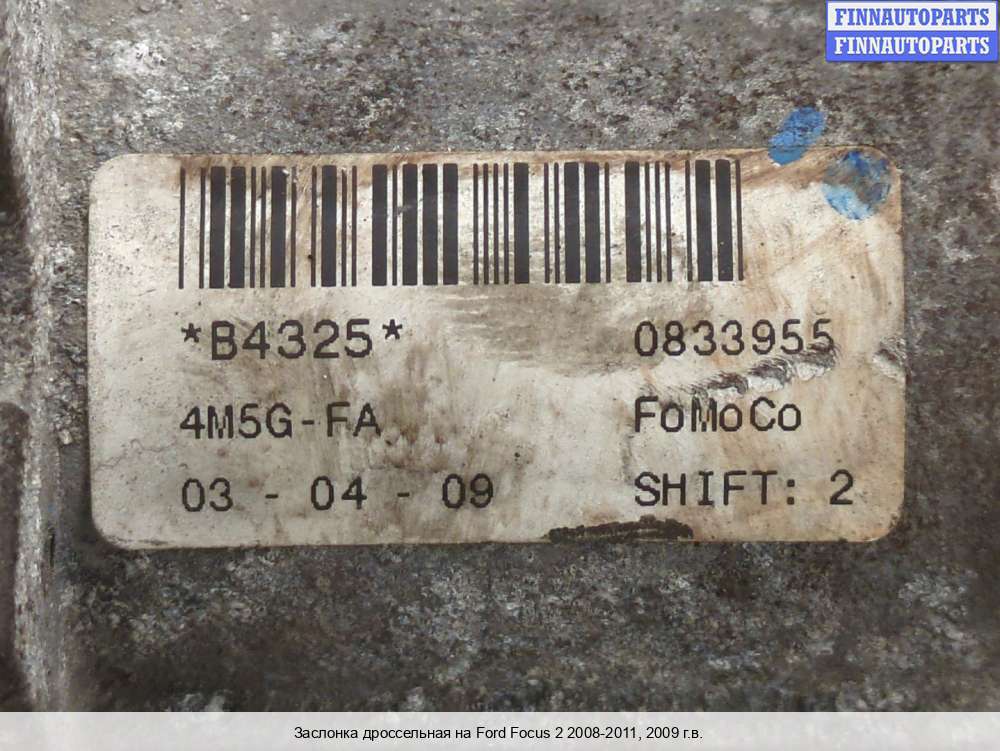 FINNAUTOPARTS
FINNAUTOPARTS
*B4325* 0833955
4M5G-FA FoMoCo
03 - 04 - 09 SHIFT: 2
Заслонка дроссельная на Ford Focus 2 2008-2011, 2009 г.в.